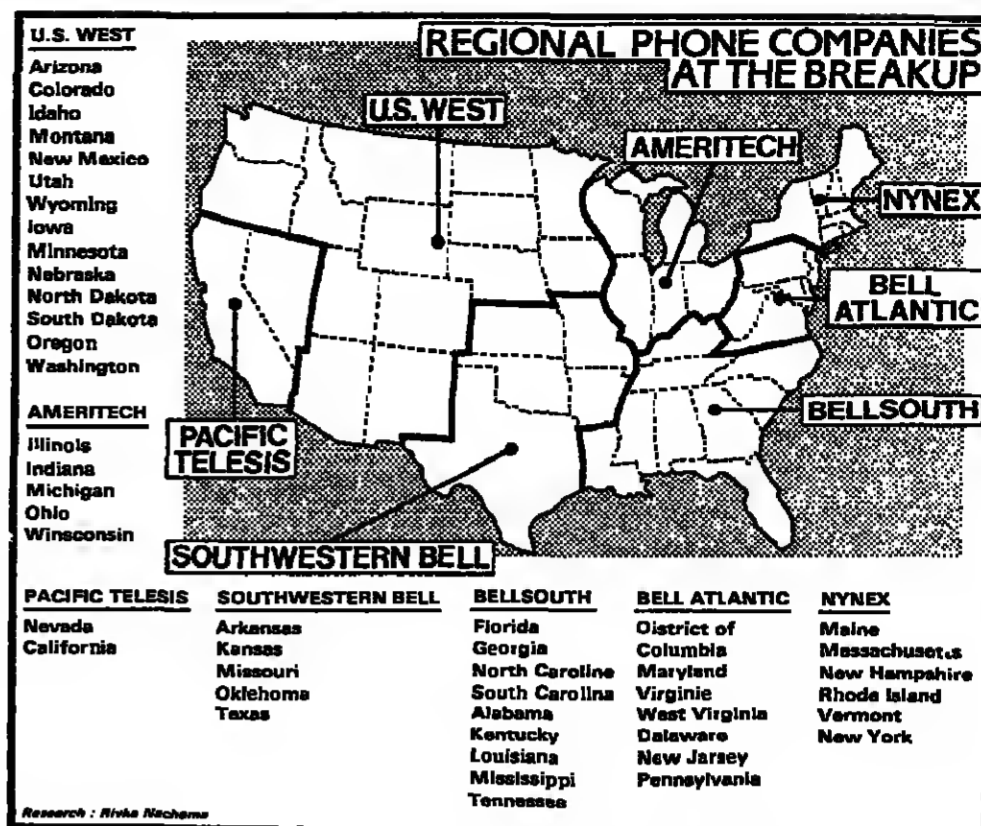 REGIONAL PHONE COMPANIES
AT THE BREAKUP
U.S. WEST
Arizona
Colorado
Idaho
Montana
New Mexico
Utah
Wyoming
Iowa
Minnesota
Nebraska
North Dakota
South Dakota
Oregon
Washington
AMERITECH
Illinois
Indiana
Michigan
Ohio
Winsconsin
U.S. WEST
AMERITECH
NYNEX
BELL
ATLANTIC
BELLSOUTH
PACIFIC
TELESIS
SOUTHWESTERN BELL
PACIFIC TELESIS
Nevada
California
SOUTHWESTERN BELL
Arkansas
Kansas
Missouri
Oklehoma
Texas
BELLSOUTH
Florida
Georgia
North Caroline
South Carolina
Alabama
Kentucky
Louisiana
Mississippi
Tennessee
BELL ATLANTIC
District of
Columbia
Maryland
Virginie
West Virginia
Dalaware
New Jarsey
Pennsylvania
NYNEX
Maine
Massachusets
New Hampshire
Rhode Island
Vermont
New York
Research : Rivka Nachoma